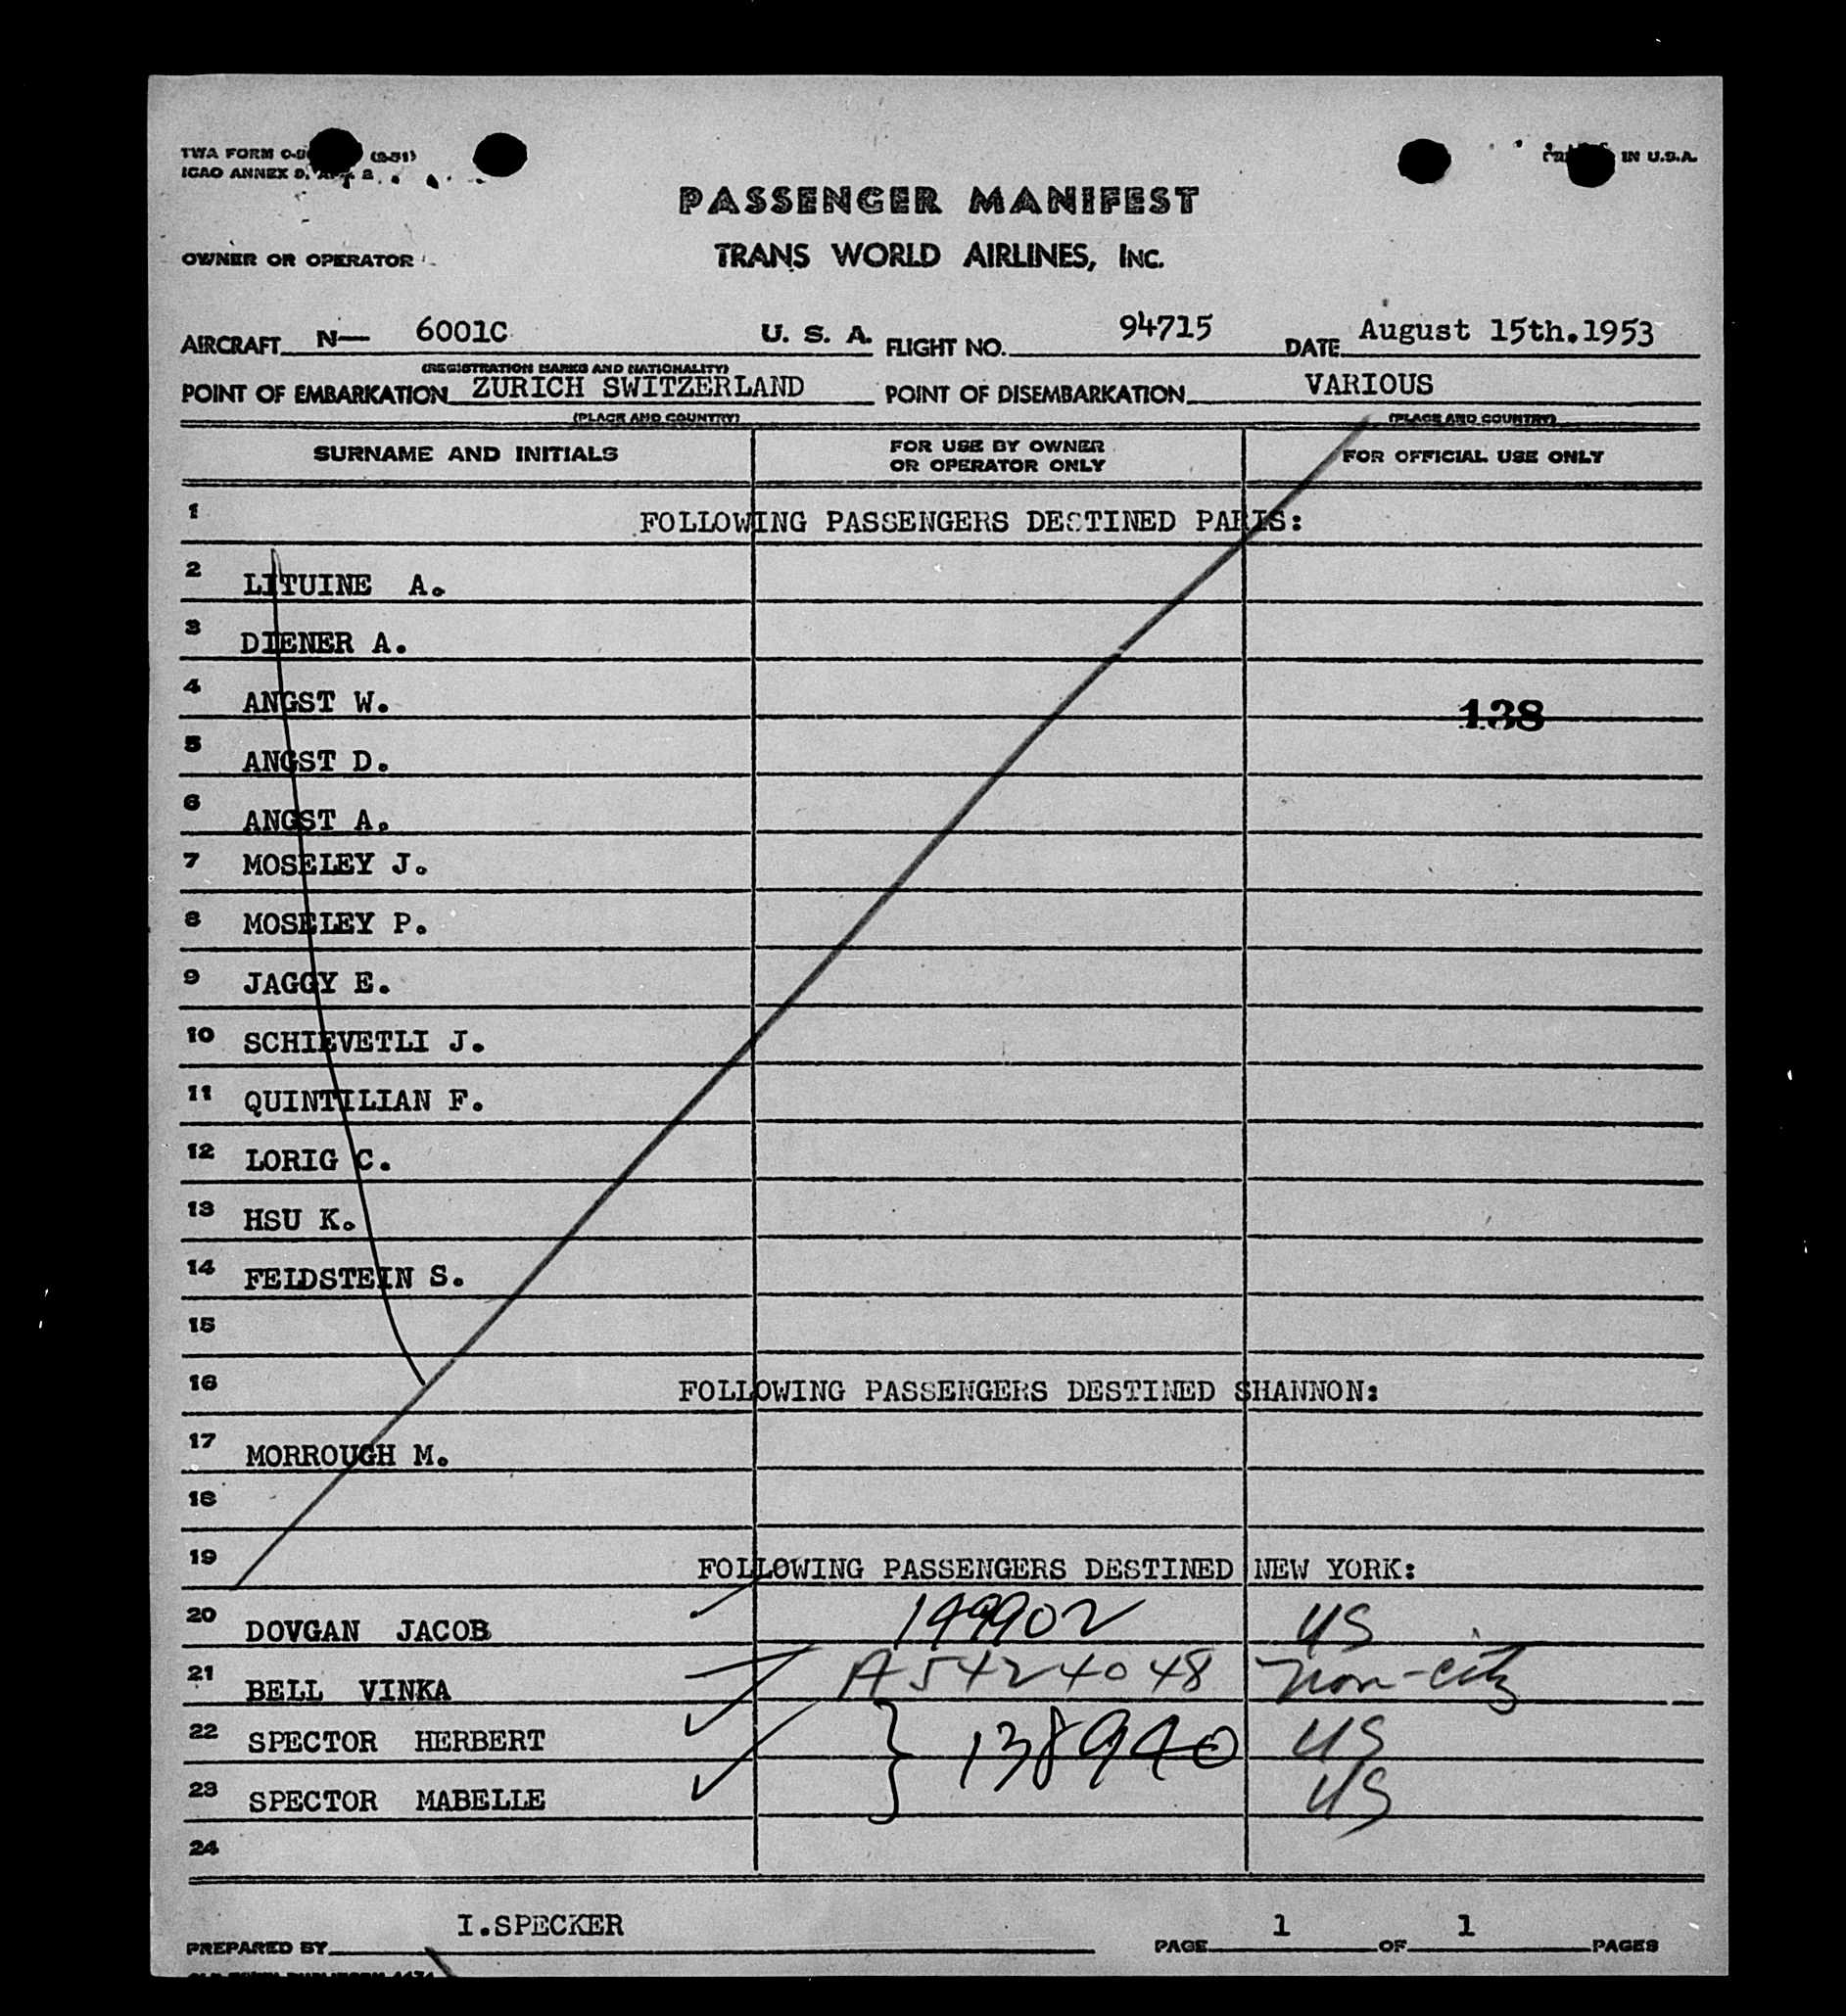 TWA FORM (2-51)
ICAO ANNEX 9, 2
IN U.S.A.
PASSENGER MANIFEST
OWNER OR OPERATOR
TRANS WORLD AIRLINES, INC.
AIRCRAFT N— 6001C U. S. A. FLIGHT NO. 94715 DATE August 15th.1953
(REGISTRATION MARKS AND NATIONALITY)
POINT OF EMBARKATION ZURICH SWITZERLAND POINT OF DISEMBARKATION VARIOUS
(PLACE AND COUNTRY) (PLACE AND COUNTRY)
SURNAME AND INITIALS FOR USE BY OWNER OR OPERATOR ONLY FOR OFFICIAL USE ONLY
1 FOLLOWING PASSENGERS DESTINED PARIS:
2 LITUINE A.
3 DIENER A.
4 ANGST W. 138
5 ANGST D.
6 ANGST A.
7 MOSELEY J.
8 MOSELEY P.
9 JAGGY E.
10 SCHIEVETLI J.
11 QUINTILIAN F.
12 LORIG C.
13 HSU K.
14 FELDSTEIN S.
15
16 FOLLOWING PASSENGERS DESTINED SHANNON:
17 MORROUGH M.
18
19 FOLLOWING PASSENGERS DESTINED NEW YORK:
20 DOVGAN JACOB 149902 US
21 BELL VINKA A5424048 Non-citz
22 SPECTOR HERBERT 138940 US
23 SPECTOR MABELLE US
24
PREPARED BY I.SPECKER PAGE 1 OF 1 PAGES